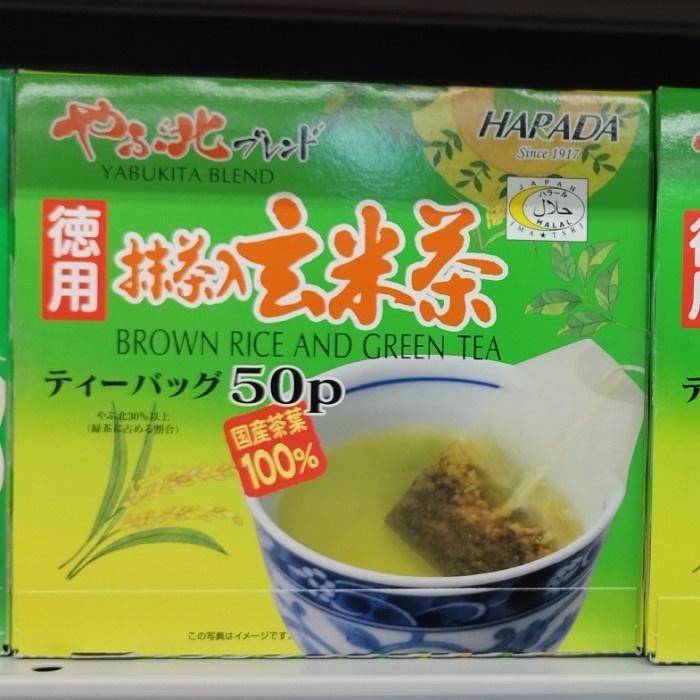 やぶ北ブレンド
YABUKITA BLEND
HARADA
Since 1917
JAPAN
ハラール
حلال
HALAL
JMA★TSRI
徳用
抹茶入玄米茶
BROWN RICE AND GREEN TEA
ティーバッグ 50p
やぶ北30%以上
(緑茶に占める割合)
国産茶葉
100%
この写真はイメージです。